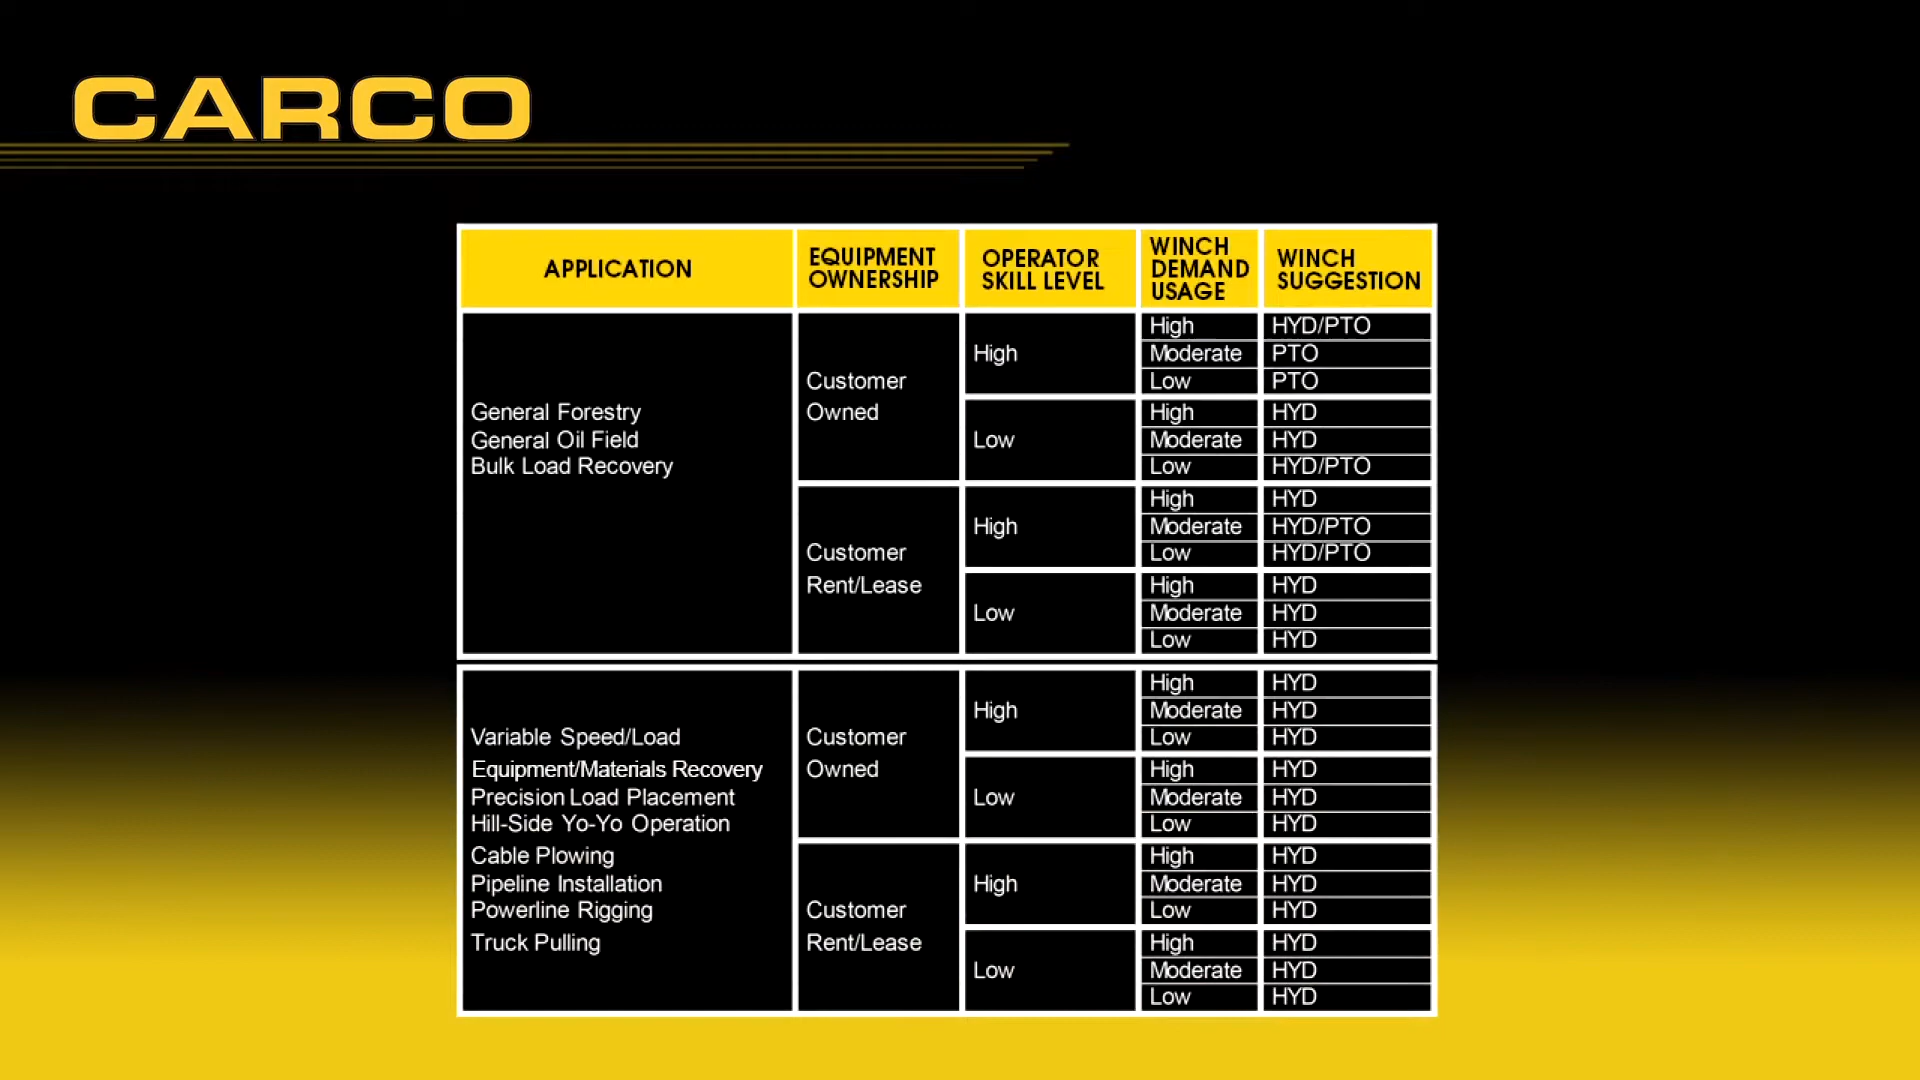 CARCO
APPLICATION
EQUIPMENT
OWNERSHIP
OPERATOR
SKILL LEVEL
WINCH
DEMAND
USAGE
WINCH
SUGGESTION
General Forestry
General Oil Field
Bulk Load Recovery
Customer
Owned
High
High HYD/PTO
Moderate PTO
Low PTO
Low
High HYD
Moderate HYD
Low HYD/PTO
Customer
Rent/Lease
High
High HYD
Moderate HYD/PTO
Low HYD/PTO
Low
High HYD
Moderate HYD
Low HYD
Variable Speed/Load
Equipment/Materials Recovery
Precision Load Placement
Hill-Side Yo-Yo Operation
Cable Plowing
Pipeline Installation
Powerline Rigging
Truck Pulling
Customer
Owned
High
High HYD
Moderate HYD
Low HYD
Low
High HYD
Moderate HYD
Low HYD
Customer
Rent/Lease
High
High HYD
Moderate HYD
Low HYD
Low
High HYD
Moderate HYD
Low HYD